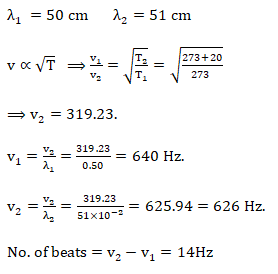 λ₁ = 50 cm λ₂ = 51 cm
v ∝ √T ⟹ v₁/v₂ = √(T₂/T₁) = √((273+20)/273)
⟹ v₂ = 319.23.
v₁ = v₂/λ₁ = 319.23/0.50 = 640 Hz.
v₂ = v₂/λ₂ = 319.23/(51×10⁻²) = 625.94 = 626 Hz.
No. of beats = v₂ − v₁ = 14Hz